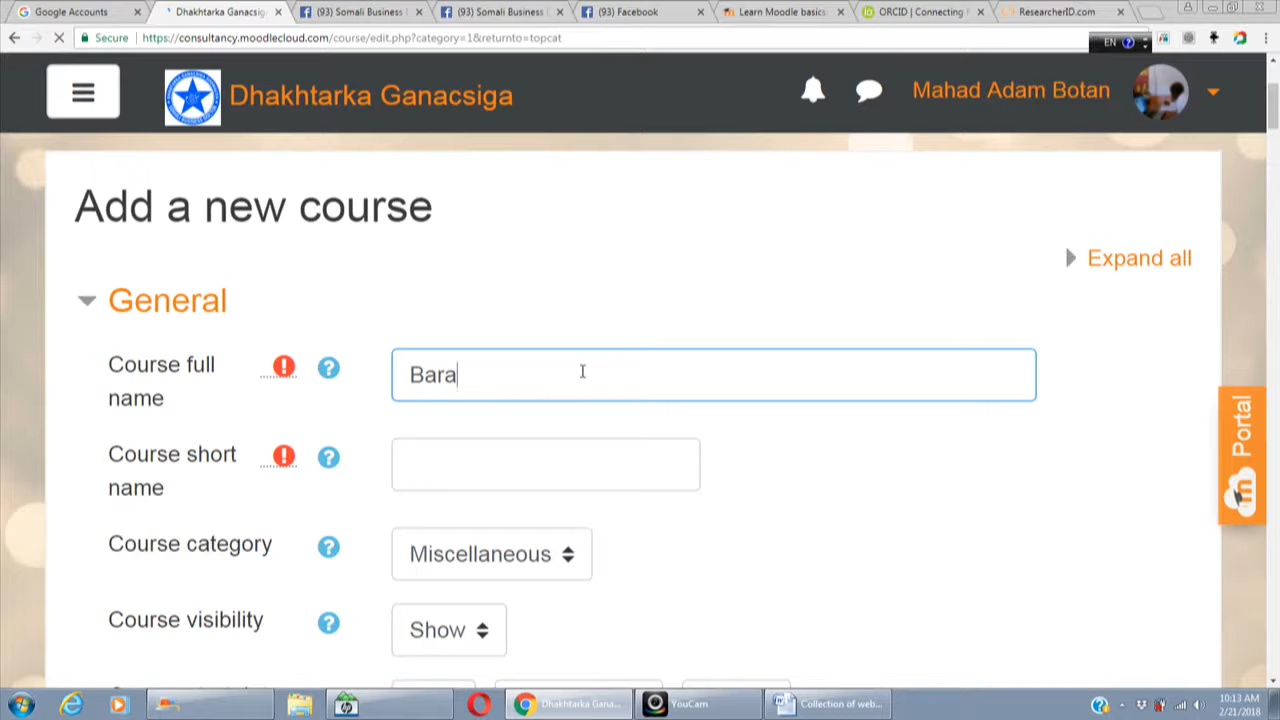 Google Accounts
Dhakhtarka Ganacsiga
(93) Somali Business
(93) Somali Business
(93) Facebook
Learn Moodle basics
ORCID | Connecting
ResearcherID.com
Secure
https://consultancy.moodlecloud.com/course/edit.php?category=1&returnto=topcat
EN
Dhakhtarka Ganacsiga
Mahad Adam Botan
Add a new course
Expand all
General
Course full
name
Bara
Course short
name
Course category
Miscellaneous
Course visibility
Show
Portal
Dhakhtarka Gana...
YouCam
Collection of web...
10:13 AM
2/21/2018